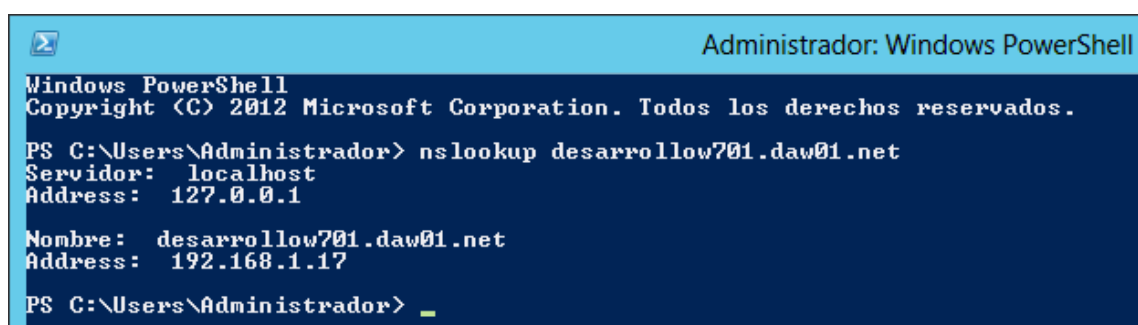 Administrador: Windows PowerShell
Windows PowerShell
Copyright (C) 2012 Microsoft Corporation. Todos los derechos reservados.
PS C:\Users\Administrador> nslookup desarrollow701.daw01.net
Servidor:  localhost
Address:  127.0.0.1
Nombre:  desarrollow701.daw01.net
Address:  192.168.1.17
PS C:\Users\Administrador> _